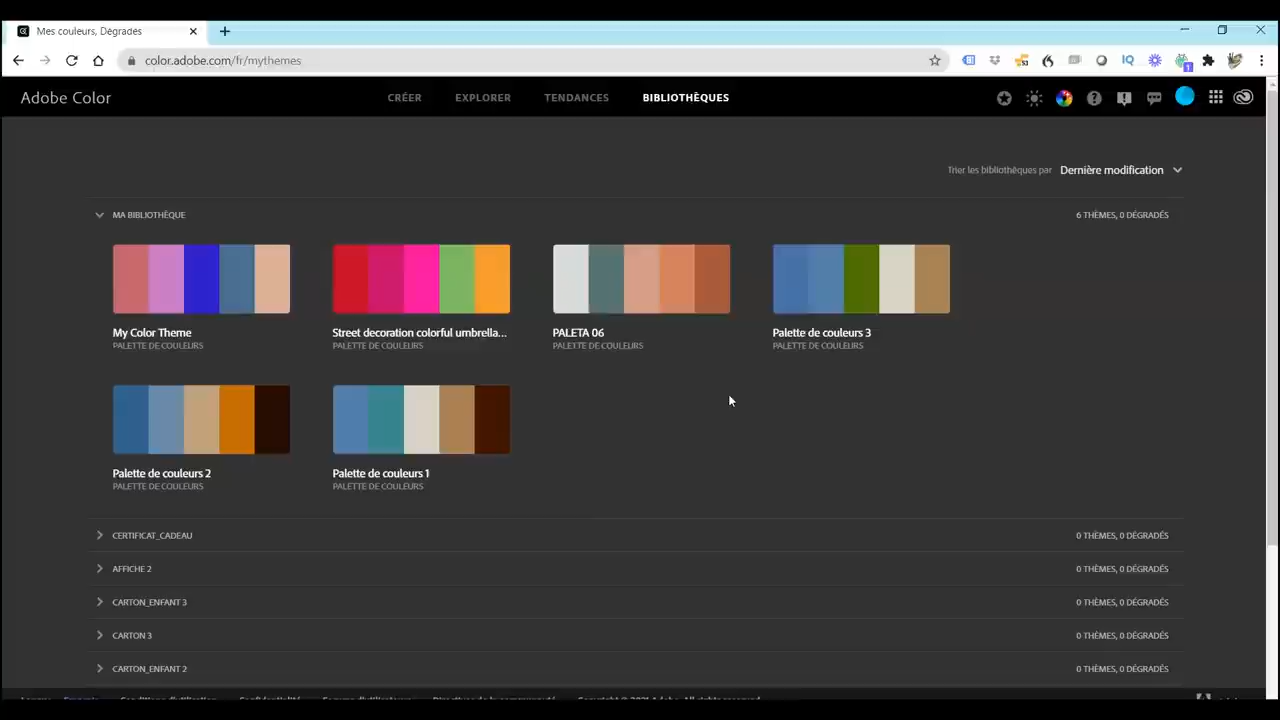 Mes couleurs, Dégradés
color.adobe.com/fr/mythemes
Adobe Color
CRÉER
EXPLORER
TENDANCES
BIBLIOTHÈQUES
Trier les bibliothèques par Dernière modification
MA BIBLIOTHÈQUE
6 THÈMES, 0 DÉGRADÉS
My Color Theme
PALETTE DE COULEURS
Street decoration colorful umbrella...
PALETTE DE COULEURS
PALETA 06
PALETTE DE COULEURS
Palette de couleurs 3
PALETTE DE COULEURS
Palette de couleurs 2
PALETTE DE COULEURS
Palette de couleurs 1
PALETTE DE COULEURS
CERTIFICAT_CADEAU
0 THÈMES, 0 DÉGRADÉS
AFFICHE 2
0 THÈMES, 0 DÉGRADÉS
CARTON_ENFANT 3
0 THÈMES, 0 DÉGRADÉS
CARTON 3
0 THÈMES, 0 DÉGRADÉS
CARTON_ENFANT 2
0 THÈMES, 0 DÉGRADÉS